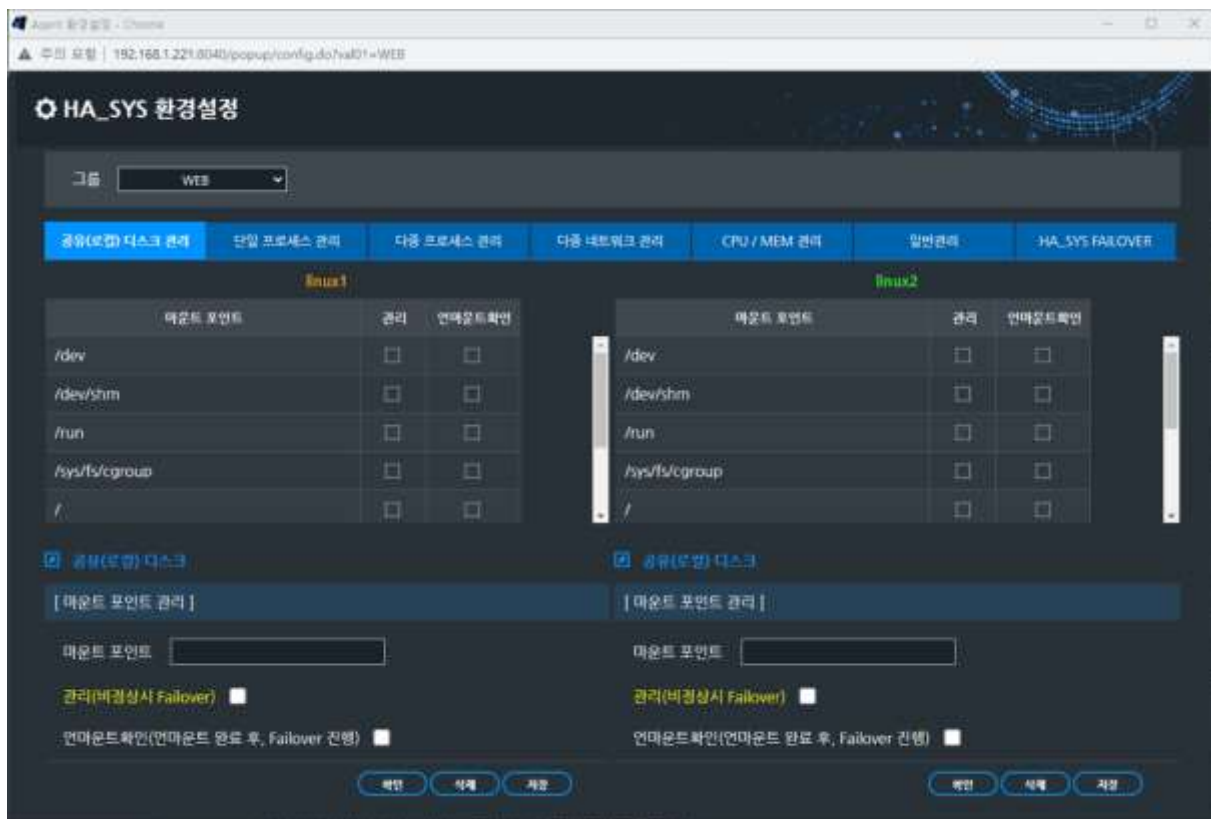 Agent 환경설정 - Chrome
주의 요함 | 192.168.1.221:8040/popup/config.do?val01=WEB
HA_SYS 환경설정
그룹 WEB
공유(로컬) 디스크 관리 단일 프로세스 관리 다중 프로세스 관리 다중 네트워크 관리 CPU / MEM 관리 일반관리 HA_SYS FAILOVER
linux1 linux2
마운트 포인트 관리 언마운트확인 마운트 포인트 관리 언마운트확인
/dev /dev
/dev/shm /dev/shm
/run /run
/sys/fs/cgroup /sys/fs/cgroup
/ /
공유(로컬) 디스크 공유(로컬) 디스크
[ 마운트 포인트 관리 ] [ 마운트 포인트 관리 ]
마운트 포인트 마운트 포인트
관리(비정상시 Failover) 관리(비정상시 Failover)
언마운트확인(언마운트 완료 후, Failover 진행) 언마운트확인(언마운트 완료 후, Failover 진행)
확인 삭제 저장 확인 삭제 저장